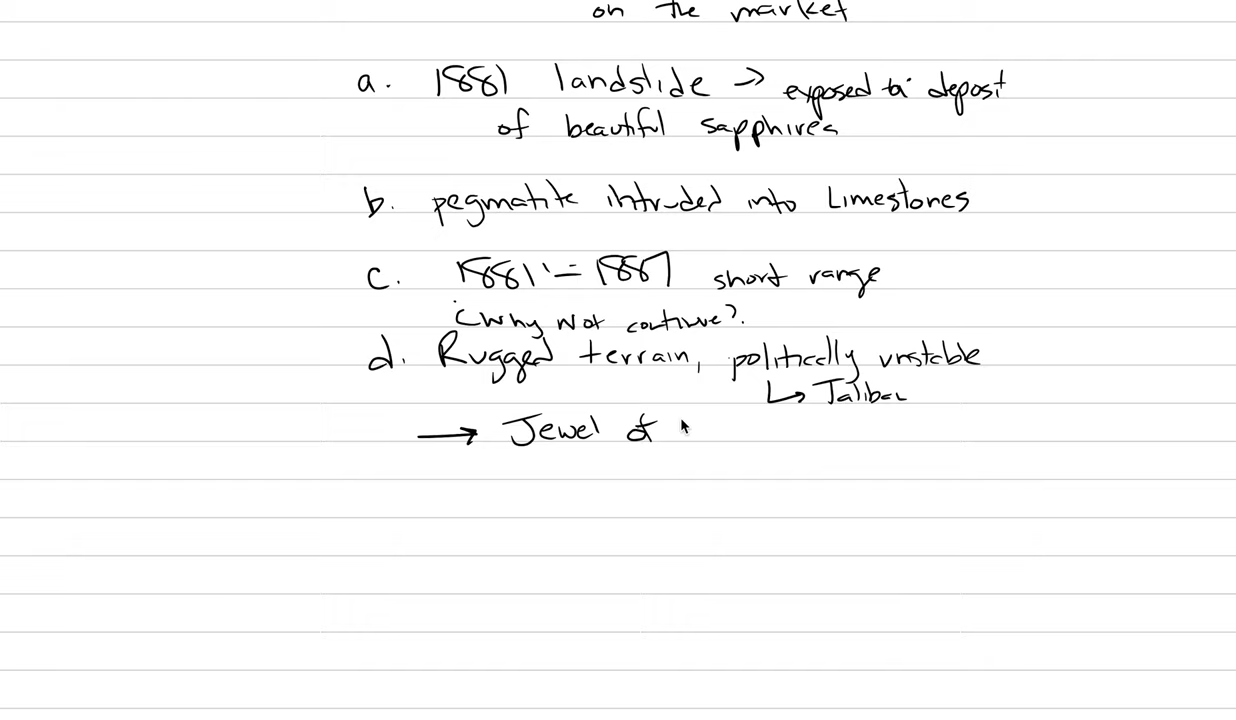 on the market
a. 1881 landslide → exposed a deposit
of beautiful sapphires
b. pegmatite intruded into Limestones
c. 1881 - 1887 short range
(Why Not continue?)
d. Rugged terrain, politically unstable
↳ Taliban
→ Jewel of